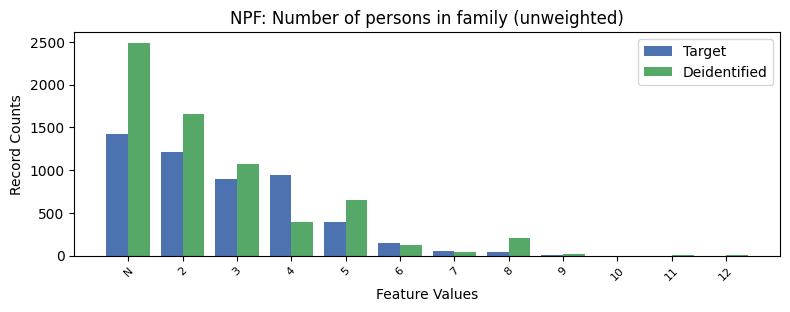 NPF: Number of persons in family (unweighted)
Target
Deidentified
2500
2000
1500
1000
500
0
Record Counts
N 2 3 4 5 6 7 8 9 10 11 12
Feature Values